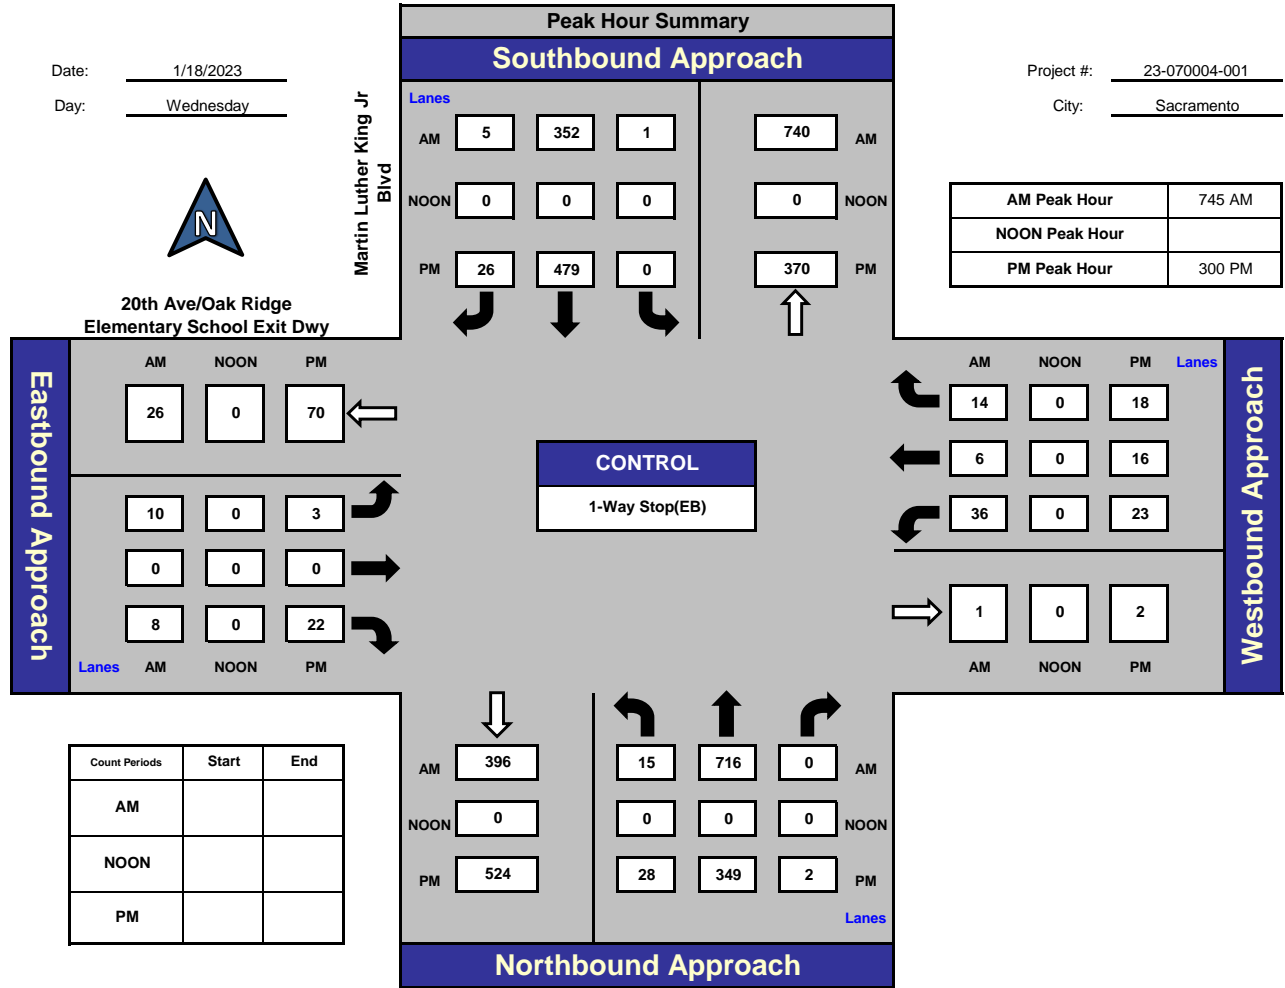 Peak Hour Summary
Southbound Approach
Date: 1/18/2023
Day: Wednesday
Project #: 23-070004-001
City: Sacramento
Martin Luther King Jr
Blvd
Lanes
AM 5 352 1 740 AM
NOON 0 0 0 0 NOON
PM 26 479 0 370 PM
N
AM Peak Hour 745 AM
NOON Peak Hour
PM Peak Hour 300 PM
20th Ave/Oak Ridge
Elementary School Exit Dwy
Eastbound Approach
AM NOON PM
26 0 70
10 0 3
0 0 0
8 0 22
Lanes AM NOON PM
CONTROL
1-Way Stop(EB)
AM NOON PM Lanes
14 0 18
6 0 16
36 0 23
1 0 2
AM NOON PM
Westbound Approach
Count Periods Start End
AM
NOON
PM
AM 396 15 716 0 AM
NOON 0 0 0 0 NOON
PM 524 28 349 2 PM
Lanes
Northbound Approach